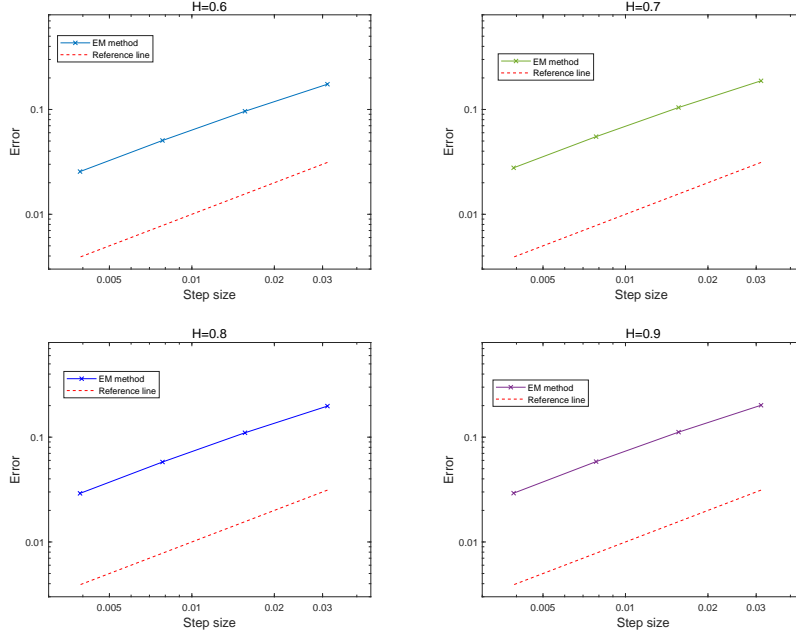 H=0.6
EM method
Reference line
0.1
0.01
Error
0.005
0.01
0.02
0.03
Step size
H=0.7
EM method
Reference line
0.1
0.01
Error
0.005
0.01
0.02
0.03
Step size
H=0.8
EM method
Reference line
0.1
0.01
Error
0.005
0.01
0.02
0.03
Step size
H=0.9
EM method
Reference line
0.1
0.01
Error
0.005
0.01
0.02
0.03
Step size